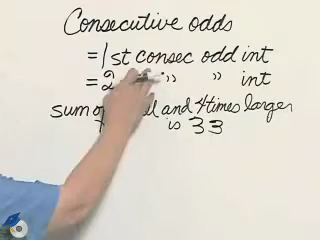 Consecutive odds
= 1st consec odd int
= 2 " " int
sum of and 4 times larger
is 33